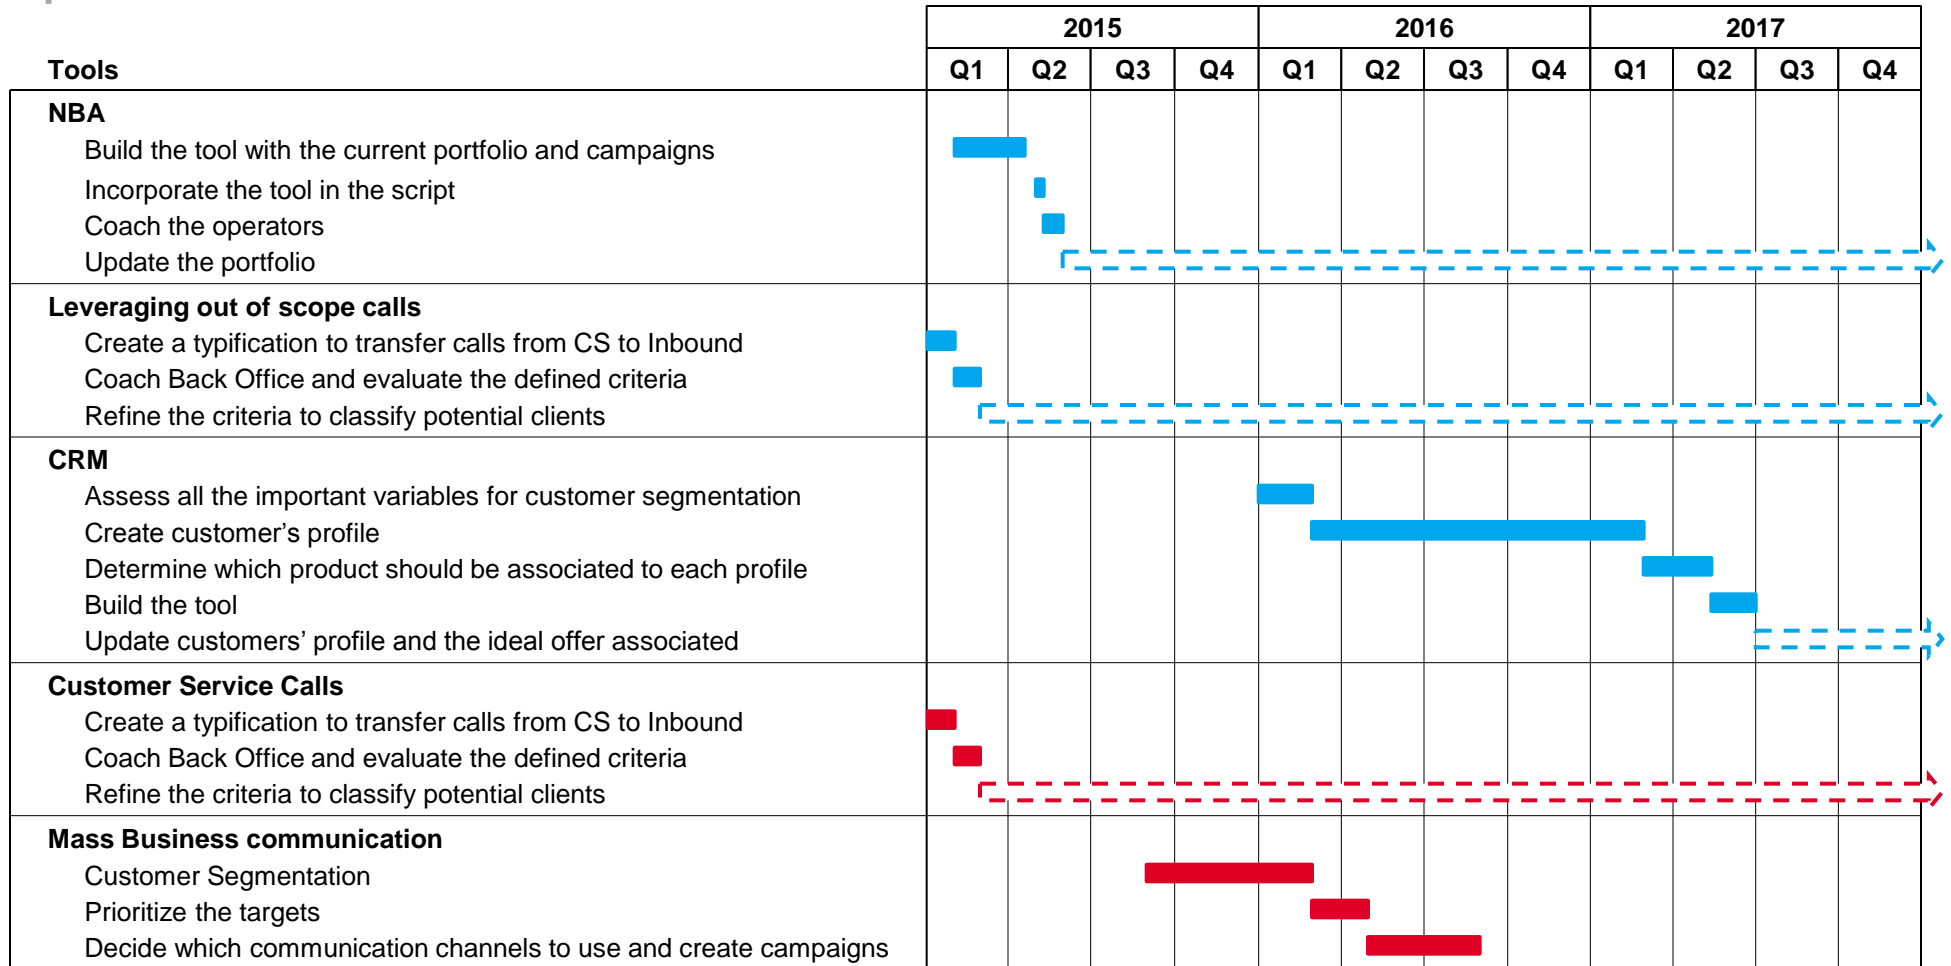 2015 2016 2017
Tools Q1 Q2 Q3 Q4 Q1 Q2 Q3 Q4 Q1 Q2 Q3 Q4
NBA
Build the tool with the current portfolio and campaigns
Incorporate the tool in the script
Coach the operators
Update the portfolio
Leveraging out of scope calls
Create a typification to transfer calls from CS to Inbound
Coach Back Office and evaluate the defined criteria
Refine the criteria to classify potential clients
CRM
Assess all the important variables for customer segmentation
Create customer’s profile
Determine which product should be associated to each profile
Build the tool
Update customers’ profile and the ideal offer associated
Customer Service Calls
Create a typification to transfer calls from CS to Inbound
Coach Back Office and evaluate the defined criteria
Refine the criteria to classify potential clients
Mass Business communication
Customer Segmentation
Prioritize the targets
Decide which communication channels to use and create campaigns